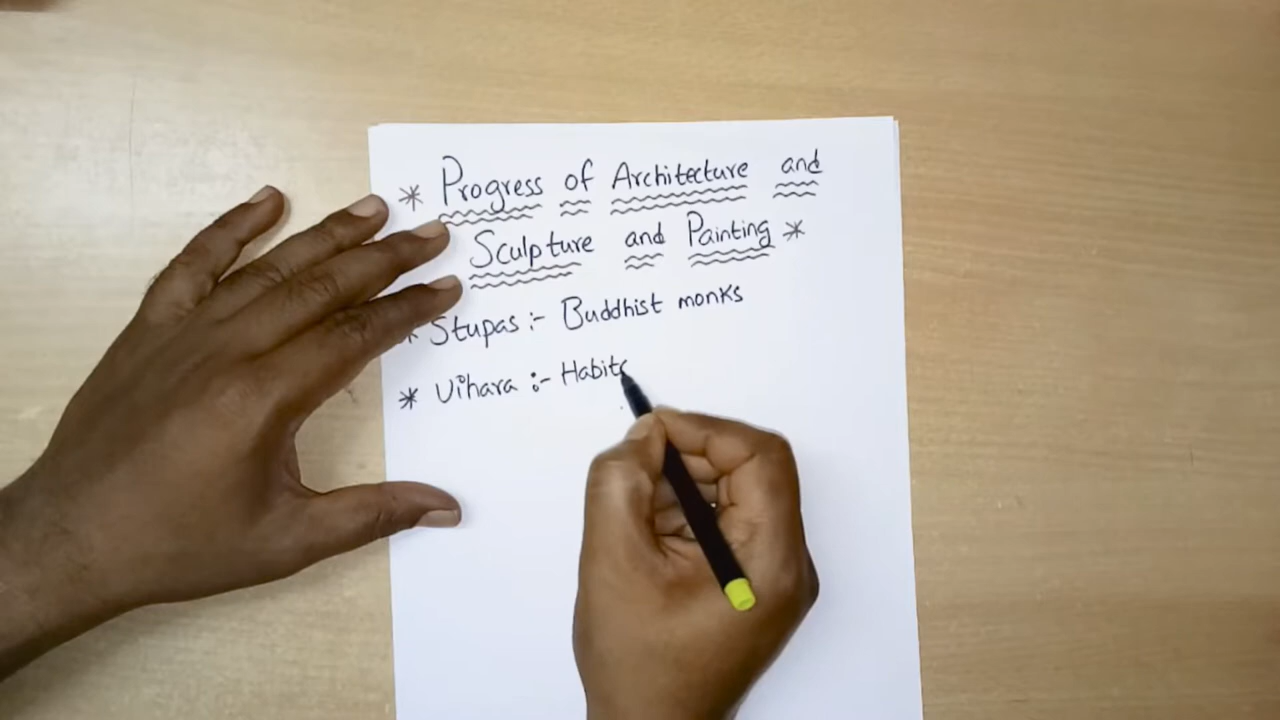 * Progress of Architecture and
Sculpture and Painting *
* Stupas :- Buddhist monks
* Vihara :- Habit